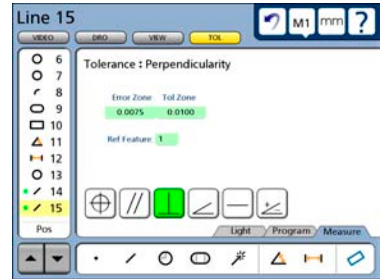 Line 15
M1 mm ?
VIDEO DRO VIEW TOL
6
7
8
9
10
11
12
13
14
15
Pos
Tolerance : Perpendicularity
Error Zone Tol Zone
0.0075 0.0100
Ref Feature 1
Light Program Measure